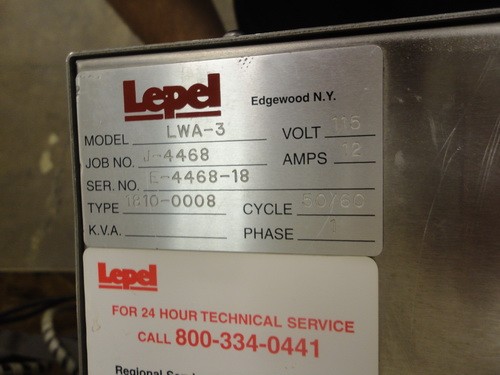 Lepel
Edgewood N.Y.
MODEL LWA-3 VOLT 115
JOB NO. J-4468 AMPS 12
SER. NO. E-4468-18
TYPE 1810-0008 CYCLE 50/60
K.V.A. PHASE 1
Lepel
FOR 24 HOUR TECHNICAL SERVICE
CALL 800-334-0441
Regional